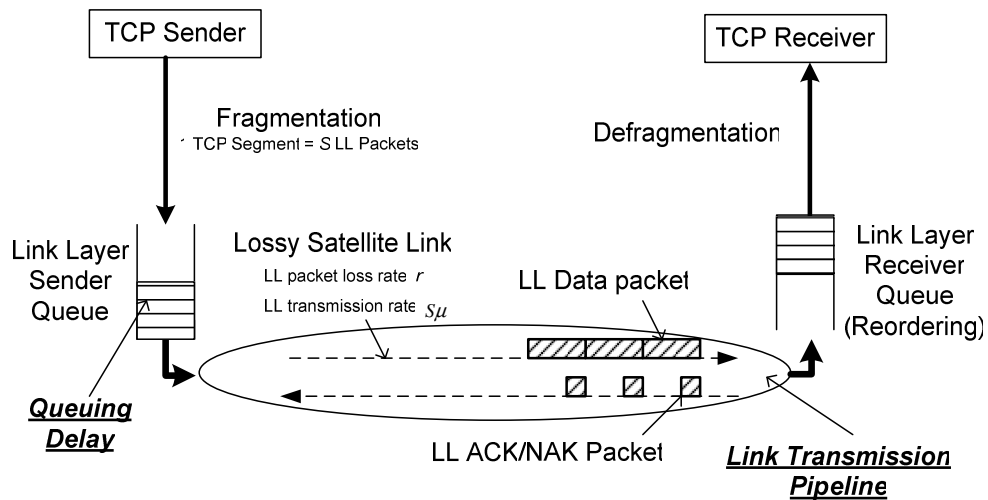 TCP Sender
TCP Receiver
Fragmentation
TCP Segment = S LL Packets
Defragmentation
Link Layer
Sender
Queue
Lossy Satellite Link
LL packet loss rate r
LL transmission rate Sμ
LL Data packet
Link Layer
Receiver
Queue
(Reordering)
Queuing
Delay
LL ACK/NAK Packet
Link Transmission
Pipeline